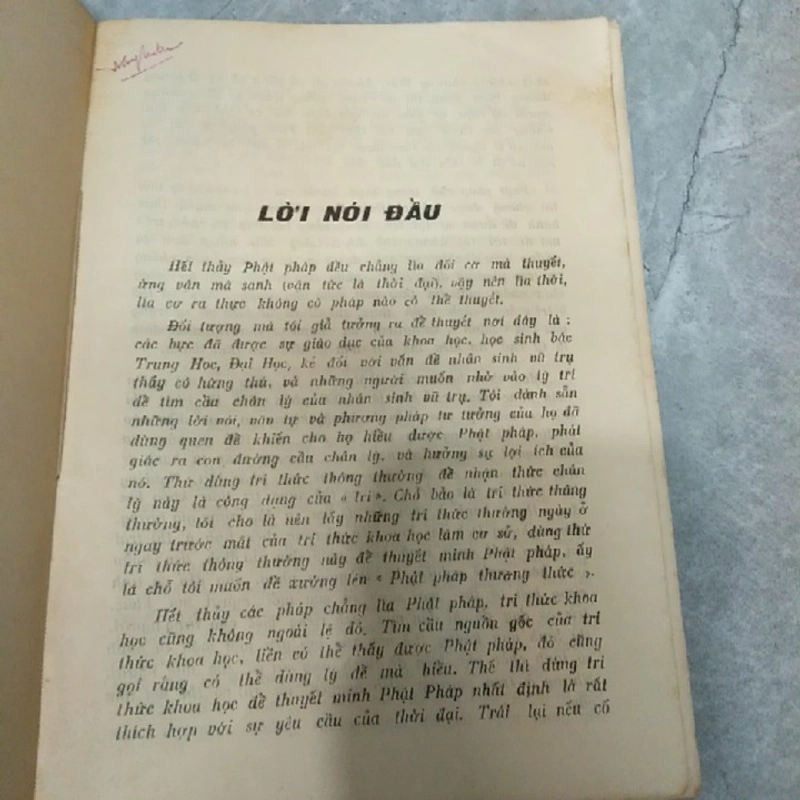 LỜI NÓI ĐẦU
Hết thảy Phật pháp đều chẳng lìa đối cơ mà thuyết,
ứng vận mà sanh (vận tức là thời đại), vậy nên lìa thời,
lìa cơ ra thực không có pháp nào có thể thuyết.
Đối tượng mà tôi giả tưởng ra để thuyết nơi đây là :
các bực đã được sự giáo dục của khoa học, học sinh bậc
Trung Học, Đại Học, kẻ đối với vấn đề nhân sinh vũ trụ
thấy có hứng thú, và những người muốn nhờ vào lý trí
để tìm cầu chân lý của nhân sinh vũ trụ. Tôi dành sẵn
những lời nói, văn tự và phương pháp tư tưởng của họ đã
dùng quen để khiến cho họ hiểu được Phật pháp, phát
giác ra con đường cầu chân lý, và hưởng sự lợi ích của
nó. Thử dùng tri thức thông thường để nhận thức chân
lý này là công dụng của « trí ». Chỗ bảo là tri thức thông
thường, tôi cho là nên lấy những tri thức thường ngày ở
ngay trước mắt của tri thức khoa học làm cơ sở, dùng thứ
tri thức thông thường này để thuyết minh Phật pháp, ấy
là chỗ tôi muốn đề xướng lên « Phật pháp thường thức ».
Hết thảy các pháp chẳng lìa Phật pháp, tri thức khoa
học cũng không ngoài lệ đó. Tìm cầu nguồn gốc của tri
thức khoa học, liền có thể thấy được Phật pháp, đó cũng
gọi rằng có thể dùng lý để mà hiểu. Thế thì dùng tri
thức khoa học để thuyết minh Phật Pháp nhất định là rất
thích hợp với sự yêu cầu của thời đại. Trái lại nếu cố